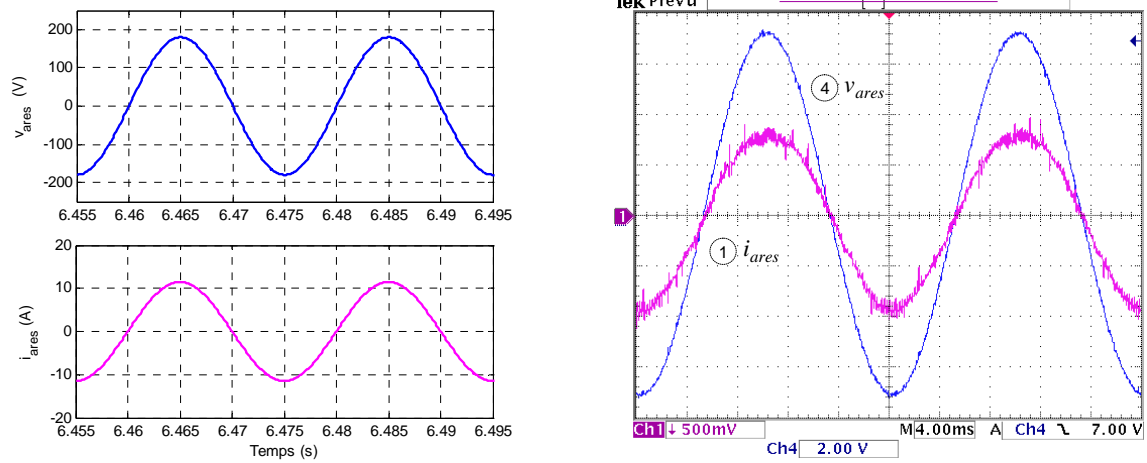 200
100
0
-100
-200
v_ares (V)
6.455 6.46 6.465 6.47 6.475 6.48 6.485 6.49 6.495
20
10
0
-10
-20
i_ares (A)
6.455 6.46 6.465 6.47 6.475 6.48 6.485 6.49 6.495
Temps (s)
Tek PreVu
4 v_ares
1
1 i_ares
Ch1 500mV M 4.00ms A Ch4 7.00 V
Ch4 2.00 V